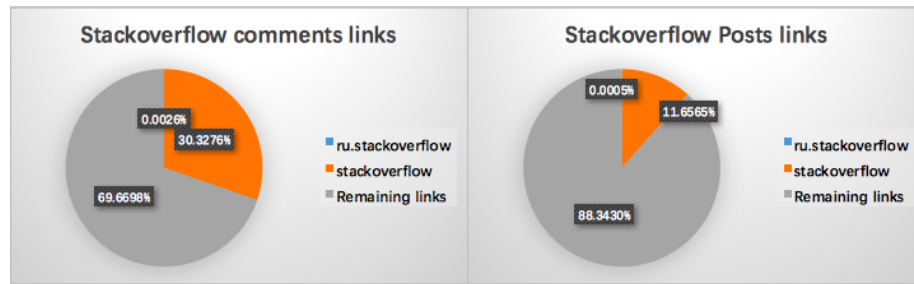 Stackoverflow comments links
0.0026%
30.3276%
69.6698%
ru.stackoverflow
stackoverflow
Remaining links
Stackoverflow Posts links
0.0005%
11.6565%
88.3430%
ru.stackoverflow
stackoverflow
Remaining links